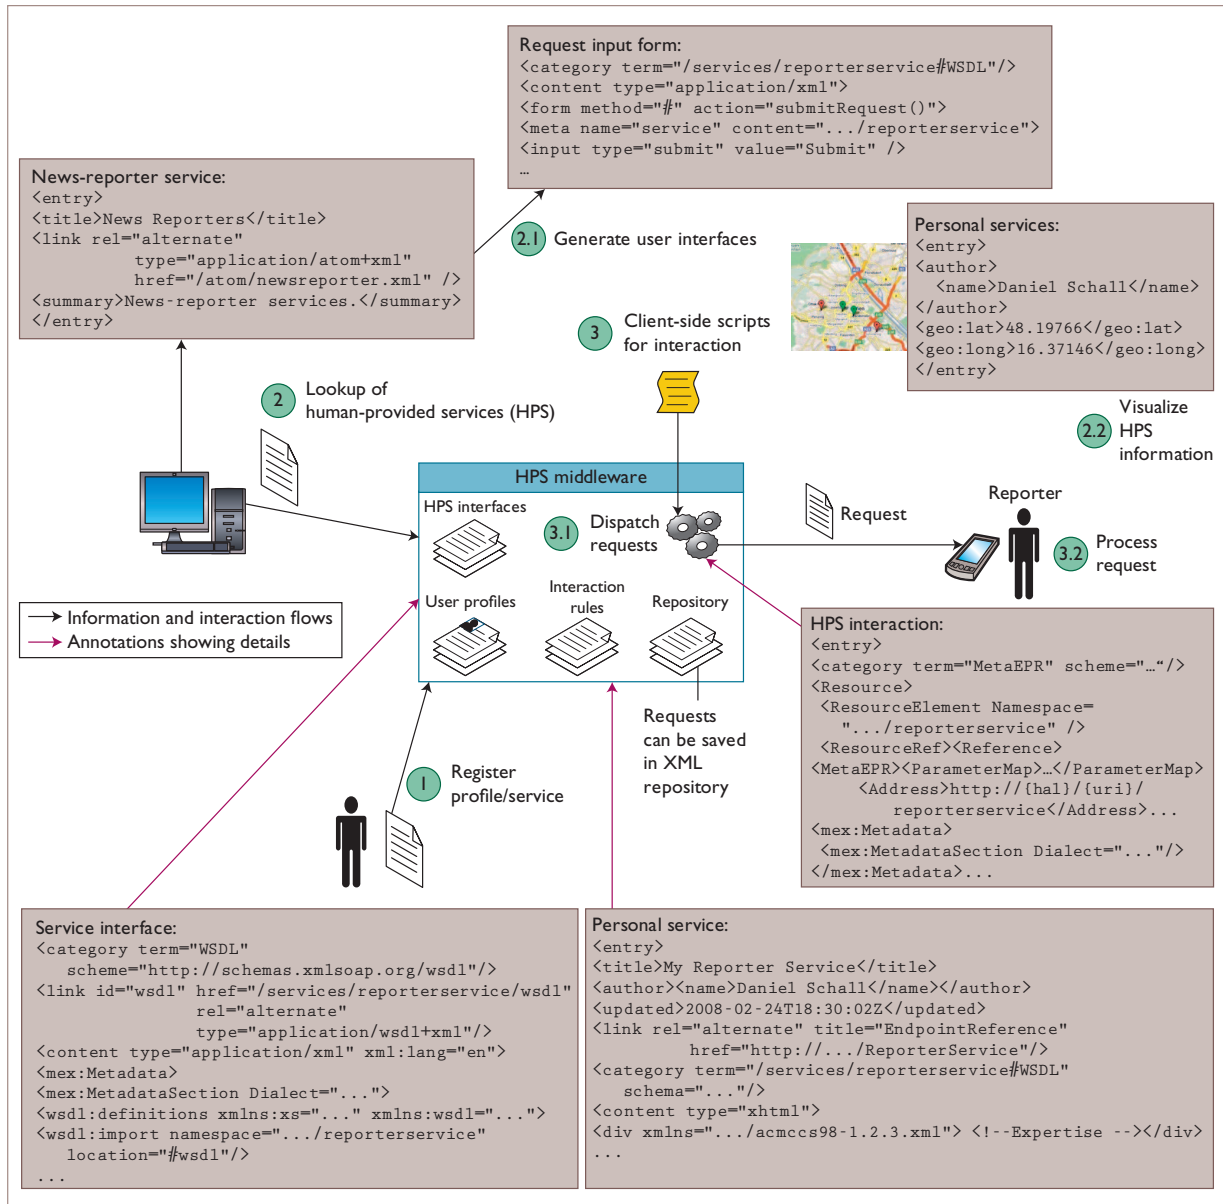 Request input form:
<category term="/services/reporterservice#WSDL"/>
<content type="application/xml">
<form method="#" action="submitRequest()">
<meta name="service" content=".../reporterservice">
<input type="submit" value="Submit" />
…
News-reporter service:
<entry>
<title>News Reporters</title>
<link rel="alternate"
type="application/atom+xml"
href="/atom/newsreporter.xml" />
<summary>News-reporter services.</summary>
</entry>
2.1 Generate user interfaces
Personal services:
<entry>
<author>
<name>Daniel Schall</name>
</author>
<geo:lat>48.19766</geo:lat>
<geo:long>16.37146</geo:long>
</entry>
3 Client-side scripts
for interaction
2 Lookup of
human-provided services (HPS)
2.2 Visualize
HPS
information
HPS middleware
HPS interfaces
3.1 Dispatch
requests
Request
Reporter
3.2 Process
request
User profiles
Interaction
rules
Repository
Information and interaction flows
Annotations showing details
HPS interaction:
<entry>
<category term="MetaEPR" scheme="…“/>
<Resource>
<ResourceElement Namespace=
".../reporterservice" />
<ResourceRef><Reference>
<MetaEPR><ParameterMap>…</ParameterMap>
<Address>http://{hal}/{uri}/
reporterservice</Address>...
<mex:Metadata>
<mex:MetadataSection Dialect="..."/>
</mex:Metadata>...
Requests
can be saved
in XML
repository
1 Register
profile/service
Service interface:
<category term="WSDL"
scheme="http://schemas.xmlsoap.org/wsdl"/>
<link id="wsdl" href="/services/reporterservice/wsdl"
rel="alternate"
type="application/wsdl+xml"/>
<content type="application/xml" xml:lang="en">
<mex:Metadata>
<mex:MetadataSection Dialect="...">
<wsdl:definitions xmlns:xs="..." xmlns:wsdl="...">
<wsdl:import namespace=".../reporterservice"
location="#wsdl"/>
...
Personal service:
<entry>
<title>My Reporter Service</title>
<author><name>Daniel Schall</name></author>
<updated>2008-02-24T18:30:02Z</updated>
<link rel="alternate" title="EndpointReference"
href="http://.../ReporterService"/>
<category term="/services/reporterservice#WSDL"
schema="..."/>
<content type="xhtml">
<div xmlns=".../acmccs98-1.2.3.xml"> <!--Expertise --></div>
...